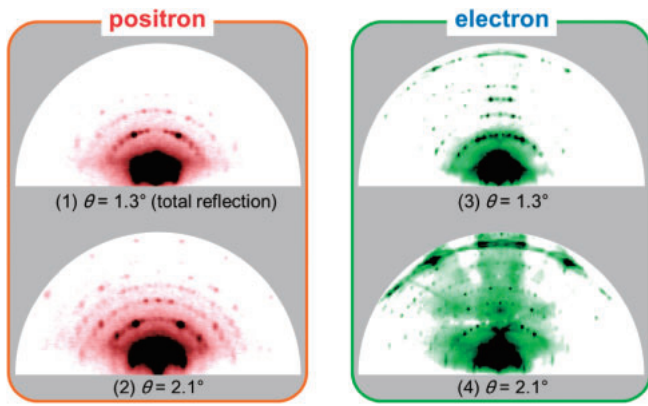 positron
electron
(1) θ = 1.3° (total reflection)
(3) θ = 1.3°
(2) θ = 2.1°
(4) θ = 2.1°